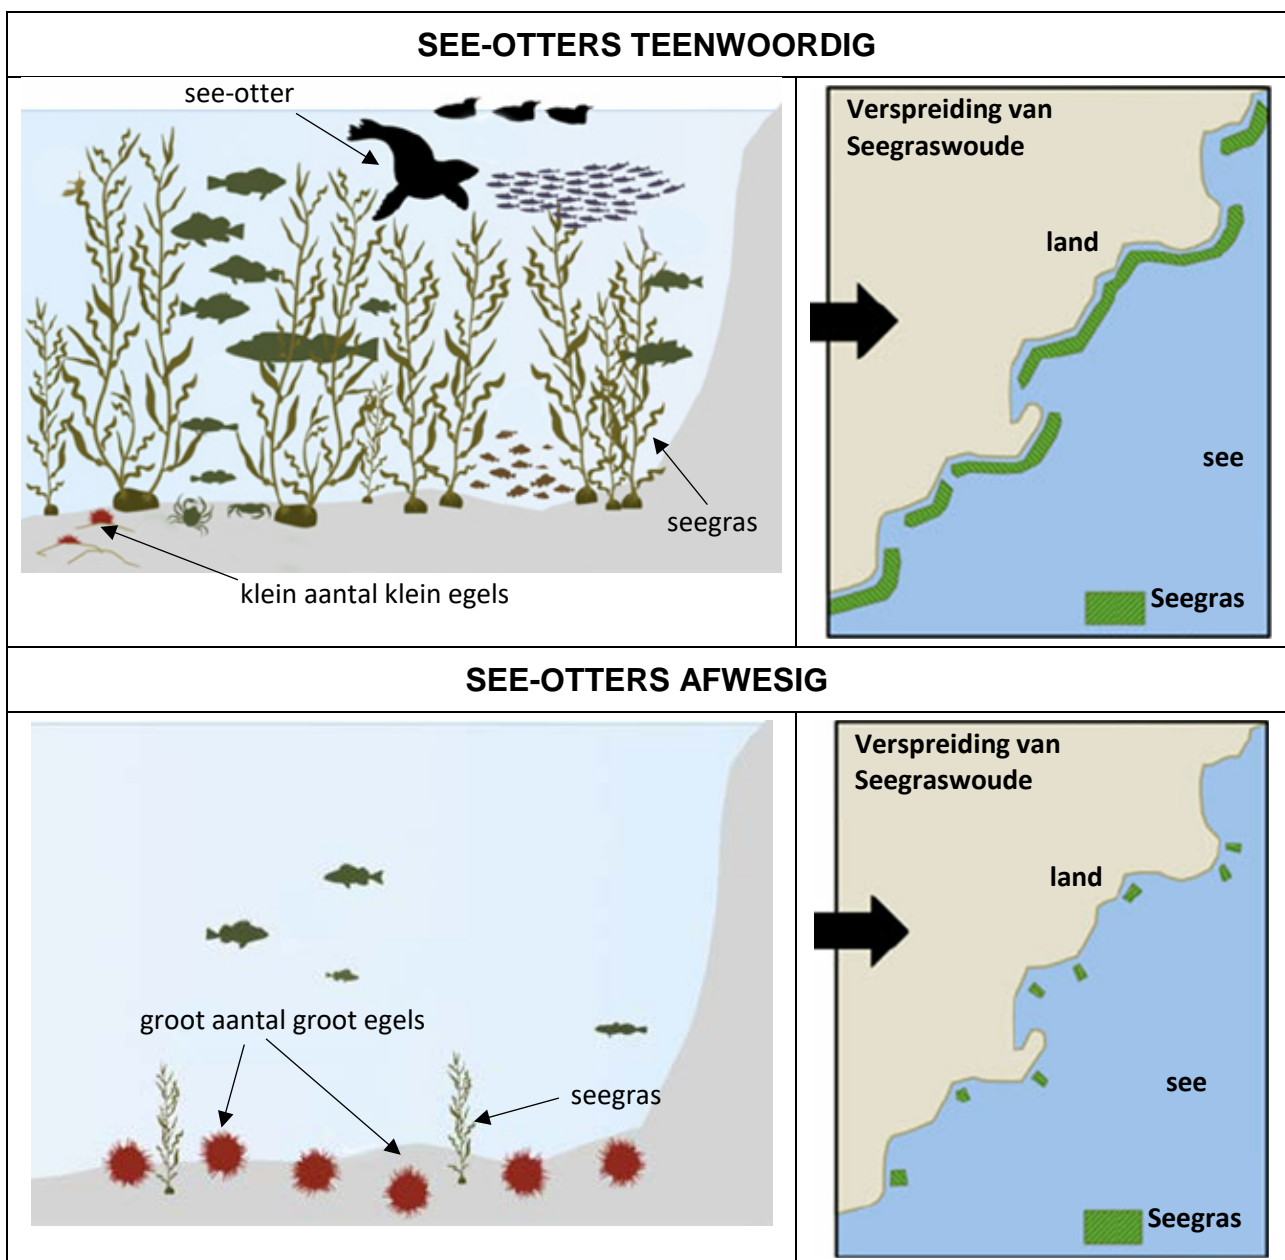 SEE-OTTERS TEENWOORDIG
see-otter
seegras
klein aantal klein egels
Verspreiding van
Seegraswoude
land
see
Seegras
SEE-OTTERS AFWESIG
groot aantal groot egels
seegras
Verspreiding van
Seegraswoude
land
see
Seegras